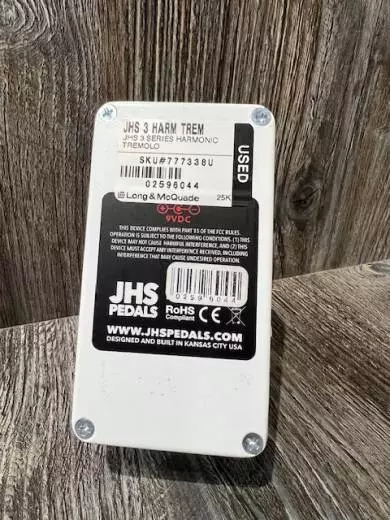 JHS 3 HARM TREM
JHS 3 SERIES HARMONIC
TREMOLO
USED
SKU#777338U
02596044
Long & McQuade 25K
9VDC
THIS DEVICE COMPLIES WITH PART 15 OF THE FCC RULES.
OPERATION IS SUBJECT TO THE FOLLOWING CONDITIONS. (1) THIS
DEVICE MAY NOT CAUSE HARMFUL INTERFERENCE, AND (2) THIS
DEVICE MUST ACCEPT ANY INTERFERENCE RECEIVED, INCLUDING
INTERFERENCE THAT MAY CAUSE UNDESIRED OPERATION.
02596044
JHS
PEDALS
RoHS
Compliant
CE
WWW.JHSPEDALS.COM
DESIGNED AND BUILT IN KANSAS CITY USA